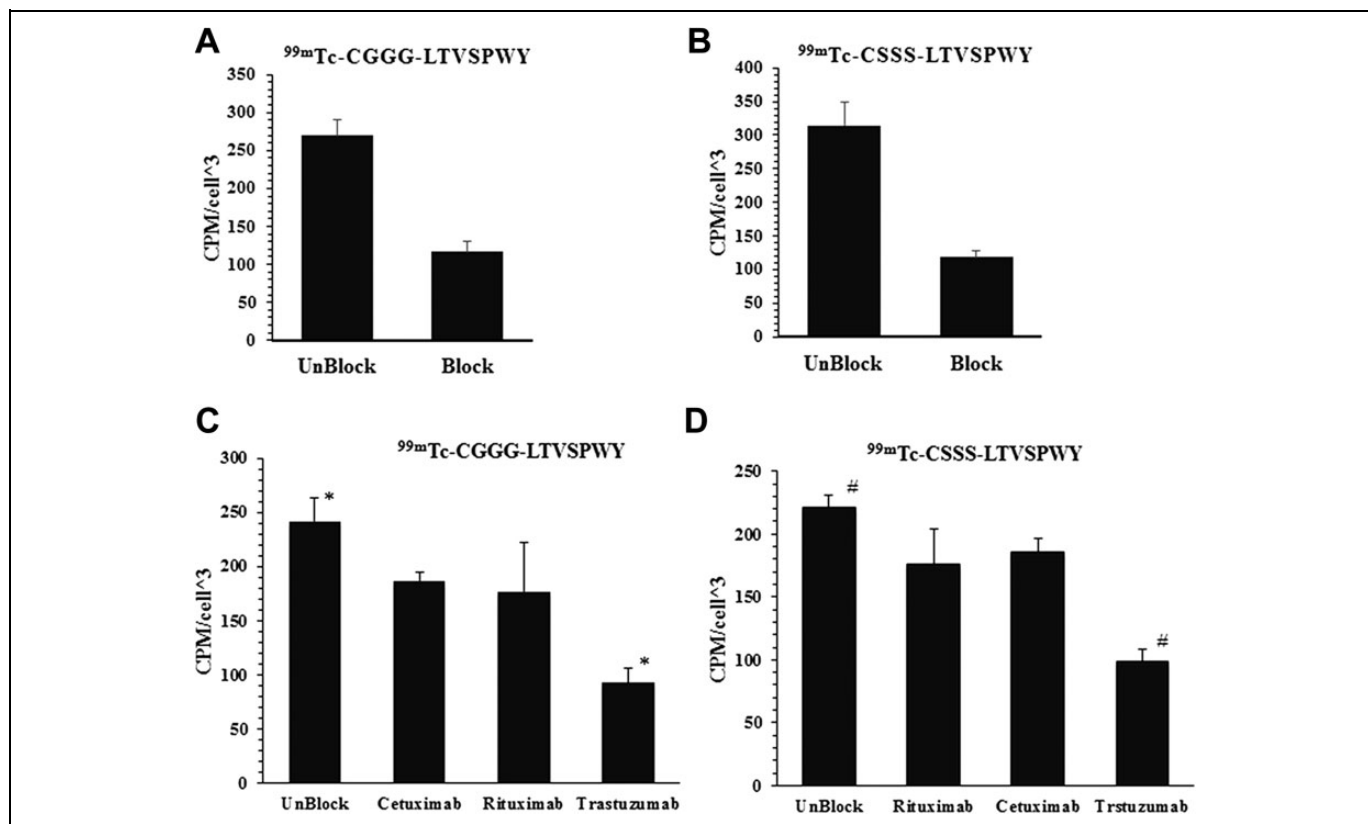 A
⁹⁹ᵐTc-CGGG-LTVSPWY
CPM/cell^3
350
300
250
200
150
100
50
0
UnBlock Block
B
⁹⁹ᵐTc-CSSS-LTVSPWY
CPM/cell^3
400
350
300
250
200
150
100
50
0
UnBlock Block
C
⁹⁹ᵐTc-CGGG-LTVSPWY
CPM/cell^3
300
250
200
150
100
50
0
*
*
UnBlock Cetuximab Rituximab Trastuzumab
D
⁹⁹ᵐTc-CSSS-LTVSPWY
CPM/cell^3
250
200
150
100
50
0
#
#
UnBlock Rituximab Cetuximab Trstuzumab